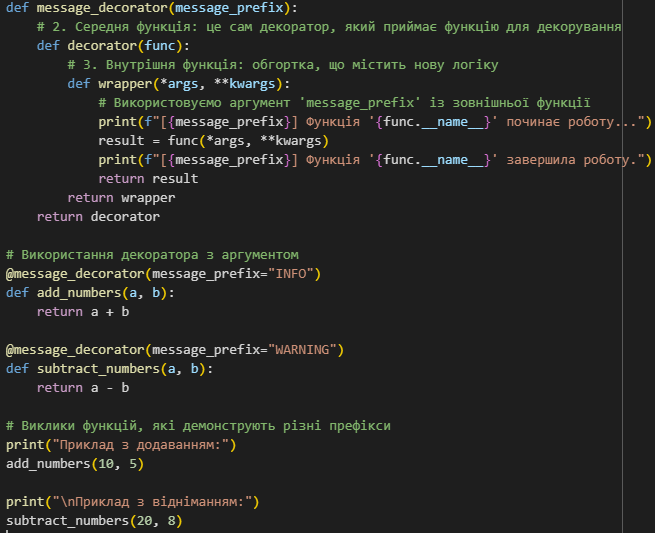 def message_decorator(message_prefix):
    # 2. Середня функція: це сам декоратор, який приймає функцію для декорування
    def decorator(func):
        # 3. Внутрішня функція: обгортка, що містить нову логіку
        def wrapper(*args, **kwargs):
            # Використовуємо аргумент 'message_prefix' із зовнішньої функції
            print(f"[{message_prefix}] Функція '{func.__name__}' починає роботу...")
            result = func(*args, **kwargs)
            print(f"[{message_prefix}] Функція '{func.__name__}' завершила роботу.")
            return result
        return wrapper
    return decorator

# Використання декоратора з аргументом
@message_decorator(message_prefix="INFO")
def add_numbers(a, b):
    return a + b

@message_decorator(message_prefix="WARNING")
def subtract_numbers(a, b):
    return a - b

# Виклики функцій, які демонструють різні префікси
print("Приклад з додаванням:")
add_numbers(10, 5)

print("\nПриклад з відніманням:")
subtract_numbers(20, 8)